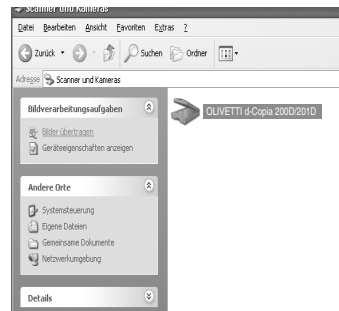 Scanner und Kameras
Datei Bearbeiten Ansicht Favoriten Extras ?
Zurück Suchen Ordner
Adresse Scanner und Kameras
Bildverarbeitungsaufgaben
Bilder übertragen
Geräteeigenschaften anzeigen
OLIVETTI d-Copia 200D/201D
Andere Orte
Systemsteuerung
Eigene Dateien
Gemeinsame Dokumente
Netzwerkumgebung
Details